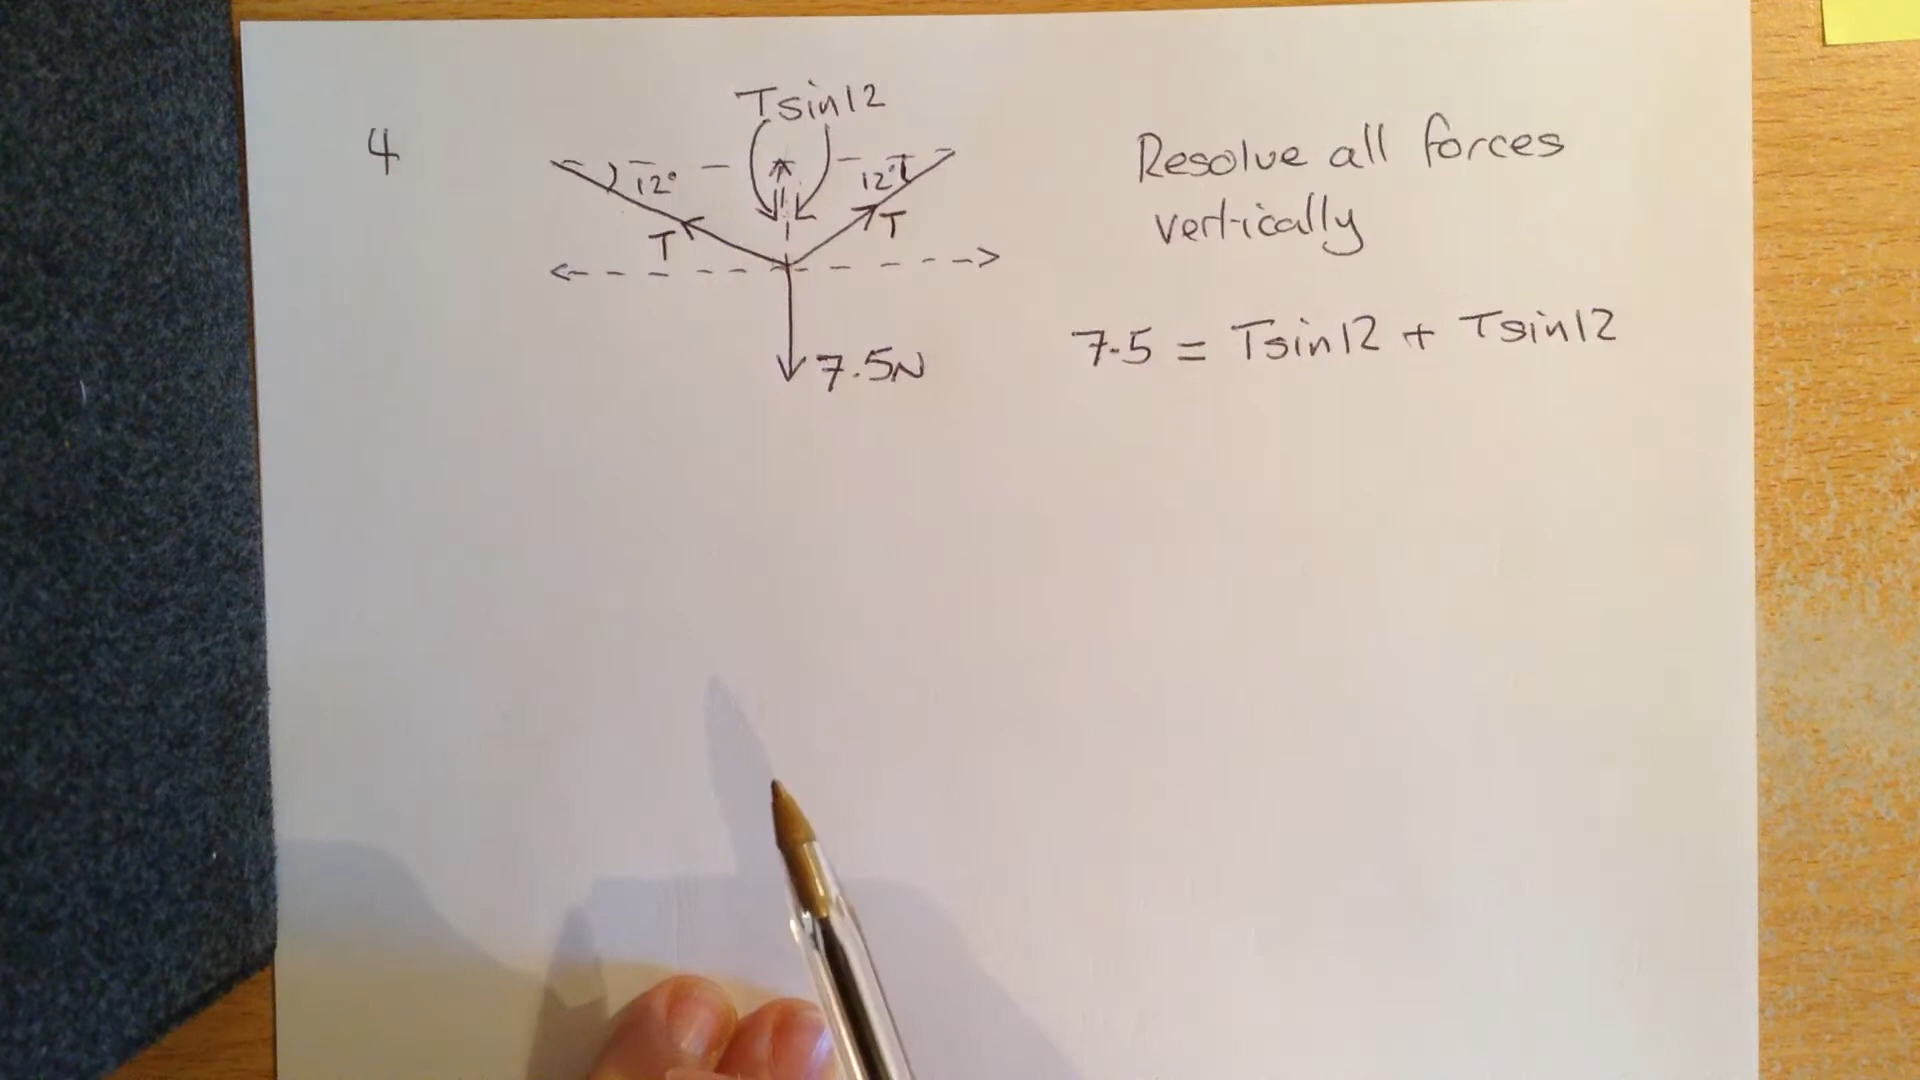 Tsin12
4
12°
12°
T
T
7.5N
Resolve all forces
vertically
7.5 = Tsin12 + Tsin12